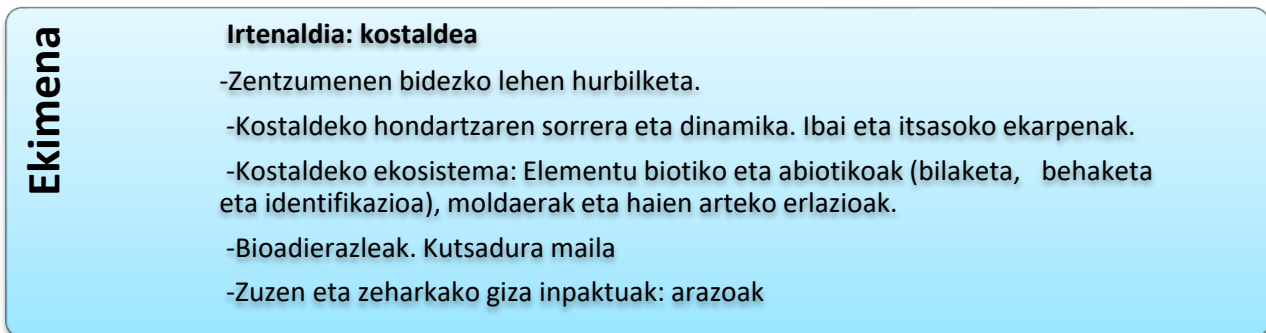 Ekimena
Irtenaldia: kostaldea
-Zentzumenen bidezko lehen hurbilketa.
-Kostaldeko hondartzaren sorrera eta dinamika. Ibai eta itsasoko ekarpenak.
-Kostaldeko ekosistema: Elementu biotiko eta abiotikoak (bilaketa, behaketa
eta identifikazioa), moldaerak eta haien arteko erlazioak.
-Bioadierazleak. Kutsadura maila
-Zuzen eta zeharkako giza inpaktuak: arazoak